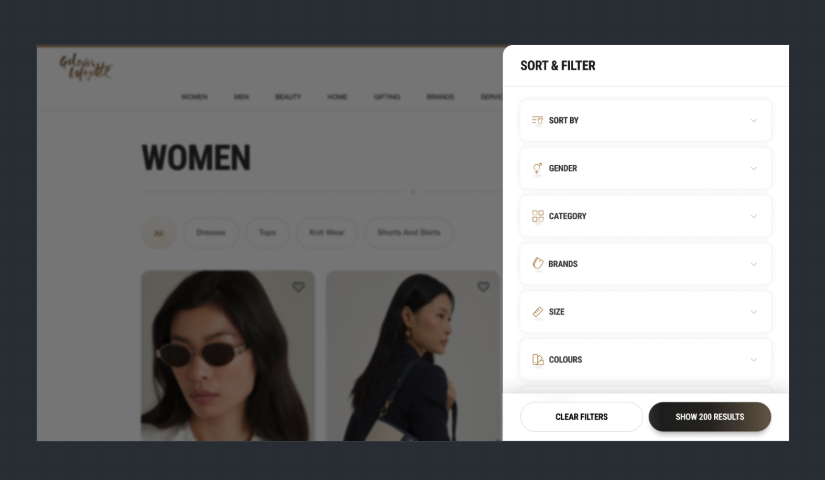 Galeries
Lafayette
SORT & FILTER
WOMEN MEN BEAUTY HOME GIFTING BRANDS
WOMEN
All Dresses Tops Knit Wear Shorts And Skirts
SORT BY
GENDER
CATEGORY
BRANDS
SIZE
COLOURS
CLEAR FILTERS SHOW 200 RESULTS